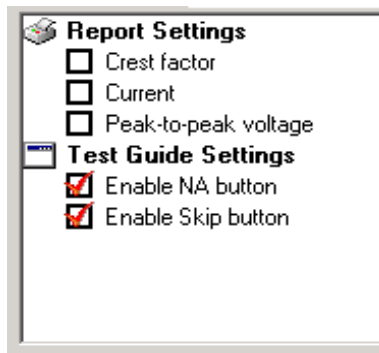 Report Settings
Crest factor
Current
Peak-to-peak voltage
Test Guide Settings
Enable NA button
Enable Skip button